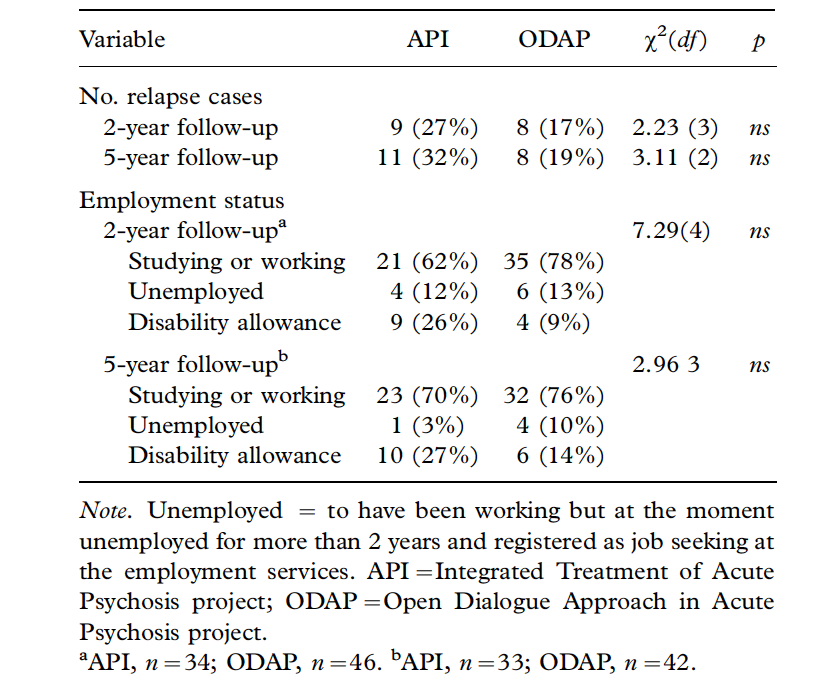 Variable API ODAP χ²(df) p
No. relapse cases
2-year follow-up 9 (27%) 8 (17%) 2.23 (3) ns
5-year follow-up 11 (32%) 8 (19%) 3.11 (2) ns
Employment status
2-year follow-upᵃ 7.29(4) ns
Studying or working 21 (62%) 35 (78%)
Unemployed 4 (12%) 6 (13%)
Disability allowance 9 (26%) 4 (9%)
5-year follow-upᵇ 2.96 3 ns
Studying or working 23 (70%) 32 (76%)
Unemployed 1 (3%) 4 (10%)
Disability allowance 10 (27%) 6 (14%)
Note. Unemployed = to have been working but at the moment
unemployed for more than 2 years and registered as job seeking at
the employment services. API =Integrated Treatment of Acute
Psychosis project; ODAP =Open Dialogue Approach in Acute
Psychosis project.
ᵃAPI, n=34; ODAP, n=46. ᵇAPI, n=33; ODAP, n=42.